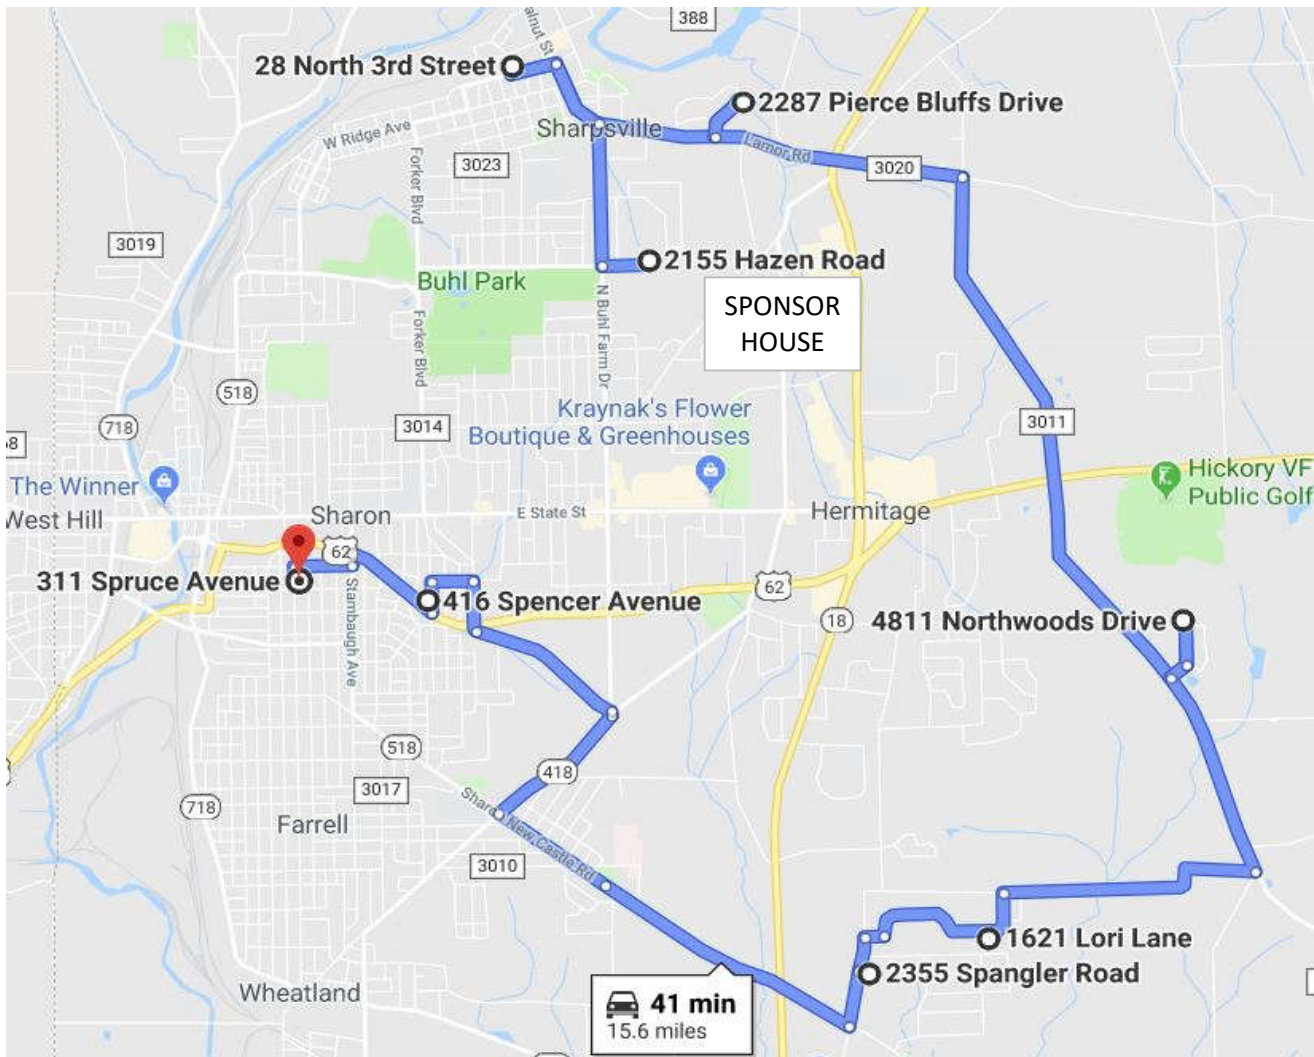 388
alnut St
28 North 3rd Street
2287 Pierce Bluffs Drive
Sharpsville
W Ridge Ave
Lamor Rd
3023
3020
Forker Blvd
3019
2155 Hazen Road
Buhl Park
SPONSOR
HOUSE
N Buhl Farm Dr
Forker Blvd
518
Kraynak's Flower
Boutique & Greenhouses
718
3014
3011
Hickory VF
Public Golf
The Winner
West Hill
Sharon
E State St
Hermitage
62
311 Spruce Avenue
62
416 Spencer Avenue
18
4811 Northwoods Drive
Stambaugh Ave
518
418
3017
718
Sharon New Castle Rd
Farrell
3010
1621 Lori Lane
2355 Spangler Road
Wheatland
41 min
15.6 miles